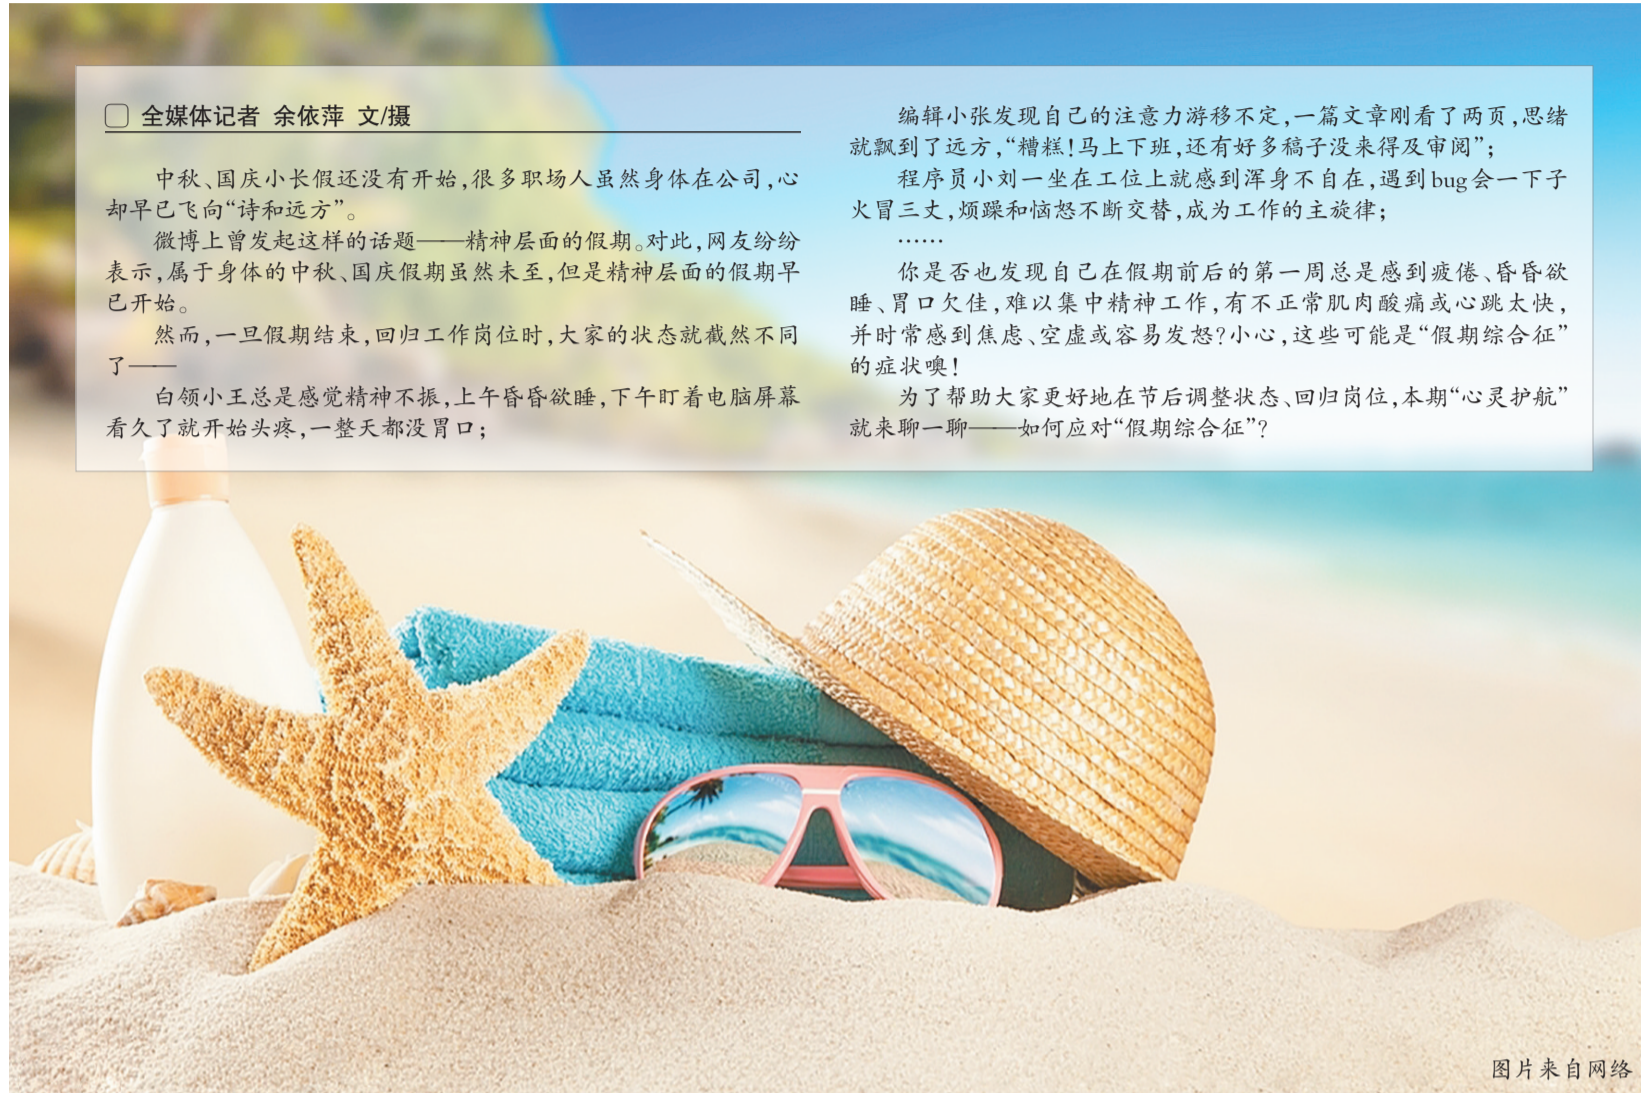 全媒体记者 余依萍 文/摄
中秋、国庆小长假还没有开始,很多职场人虽然身体在公司,心
却早已飞向“诗和远方”。
微博上曾发起这样的话题——精神层面的假期。对此,网友纷纷
表示,属于身体的中秋、国庆假期虽然未至,但是精神层面的假期早
已开始。
然而,一旦假期结束,回归工作岗位时,大家的状态就截然不同
了——
白领小王总是感觉精神不振,上午昏昏欲睡,下午盯着电脑屏幕
看久了就开始头疼,一整天都没胃口;
编辑小张发现自己的注意力游移不定,一篇文章刚看了两页,思绪
就飘到了远方,“糟糕!马上下班,还有好多稿子没来得及审阅”;
程序员小刘一坐在工位上就感到浑身不自在,遇到bug会一下子
火冒三丈,烦躁和恼怒不断交替,成为工作的主旋律;
……
你是否也发现自己在假期前后的第一周总是感到疲倦、昏昏欲
睡、胃口欠佳,难以集中精神工作,有不正常肌肉酸痛或心跳太快,
并时常感到焦虑、空虚或容易发怒?小心,这些可能是“假期综合征”
的症状噢!
为了帮助大家更好地在节后调整状态、回归岗位,本期“心灵护航”
就来聊一聊——如何应对“假期综合征”?
图片来自网络